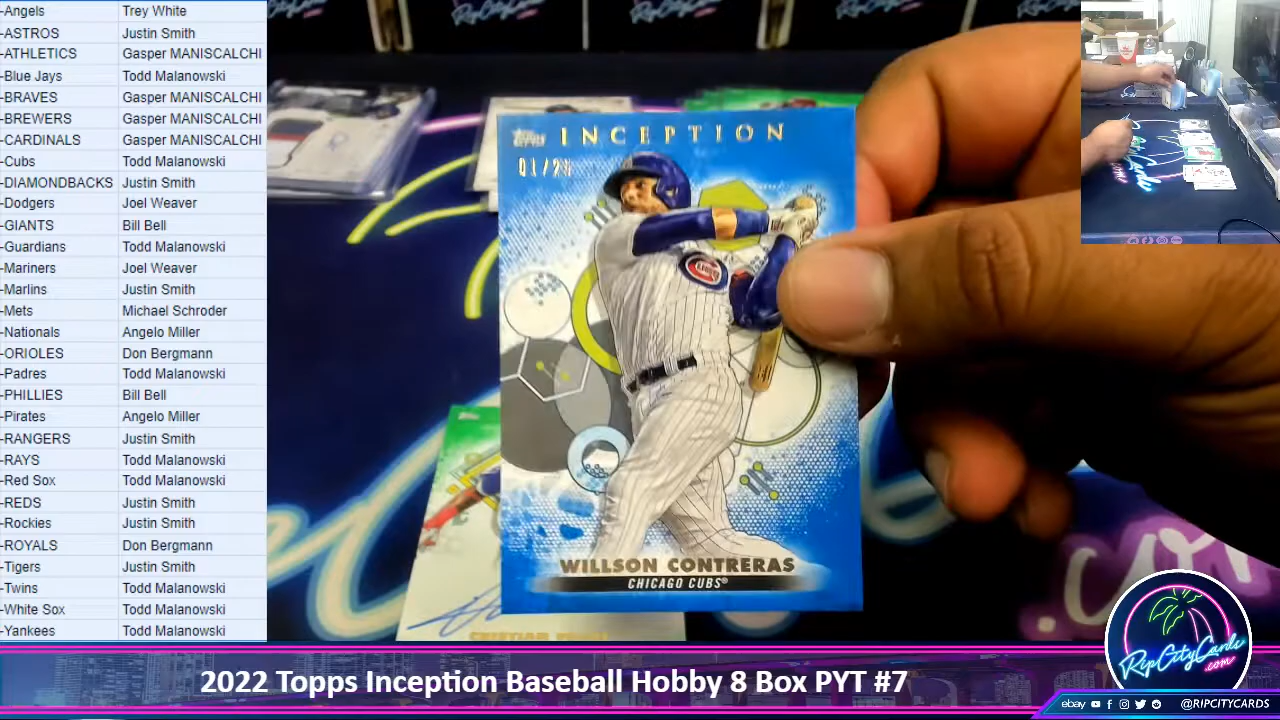 -Angels Trey White
-ASTROS Justin Smith
-ATHLETICS Gasper MANISCALCHI
-Blue Jays Todd Malanowski
-BRAVES Gasper MANISCALCHI
-BREWERS Gasper MANISCALCHI
-CARDINALS Gasper MANISCALCHI
-Cubs Todd Malanowski
-DIAMONDBACKS Justin Smith
-Dodgers Joel Weaver
-GIANTS Bill Bell
-Guardians Todd Malanowski
-Mariners Joel Weaver
-Marlins Justin Smith
-Mets Michael Schroder
-Nationals Angelo Miller
-ORIOLES Don Bergmann
-Padres Todd Malanowski
-PHILLIES Bill Bell
-Pirates Angelo Miller
-RANGERS Justin Smith
-RAYS Todd Malanowski
-Red Sox Todd Malanowski
-REDS Justin Smith
-Rockies Justin Smith
-ROYALS Don Bergmann
-Tigers Justin Smith
-Twins Todd Malanowski
-White Sox Todd Malanowski
-Yankees Todd Malanowski
Topps INCEPTION
CUBS
WILLSON CONTRERAS
CHICAGO CUBS®
2022 Topps Inception Baseball Hobby 8 Box PYT #7
RipCityCards
.com
ebay @RIPCITYCARDS